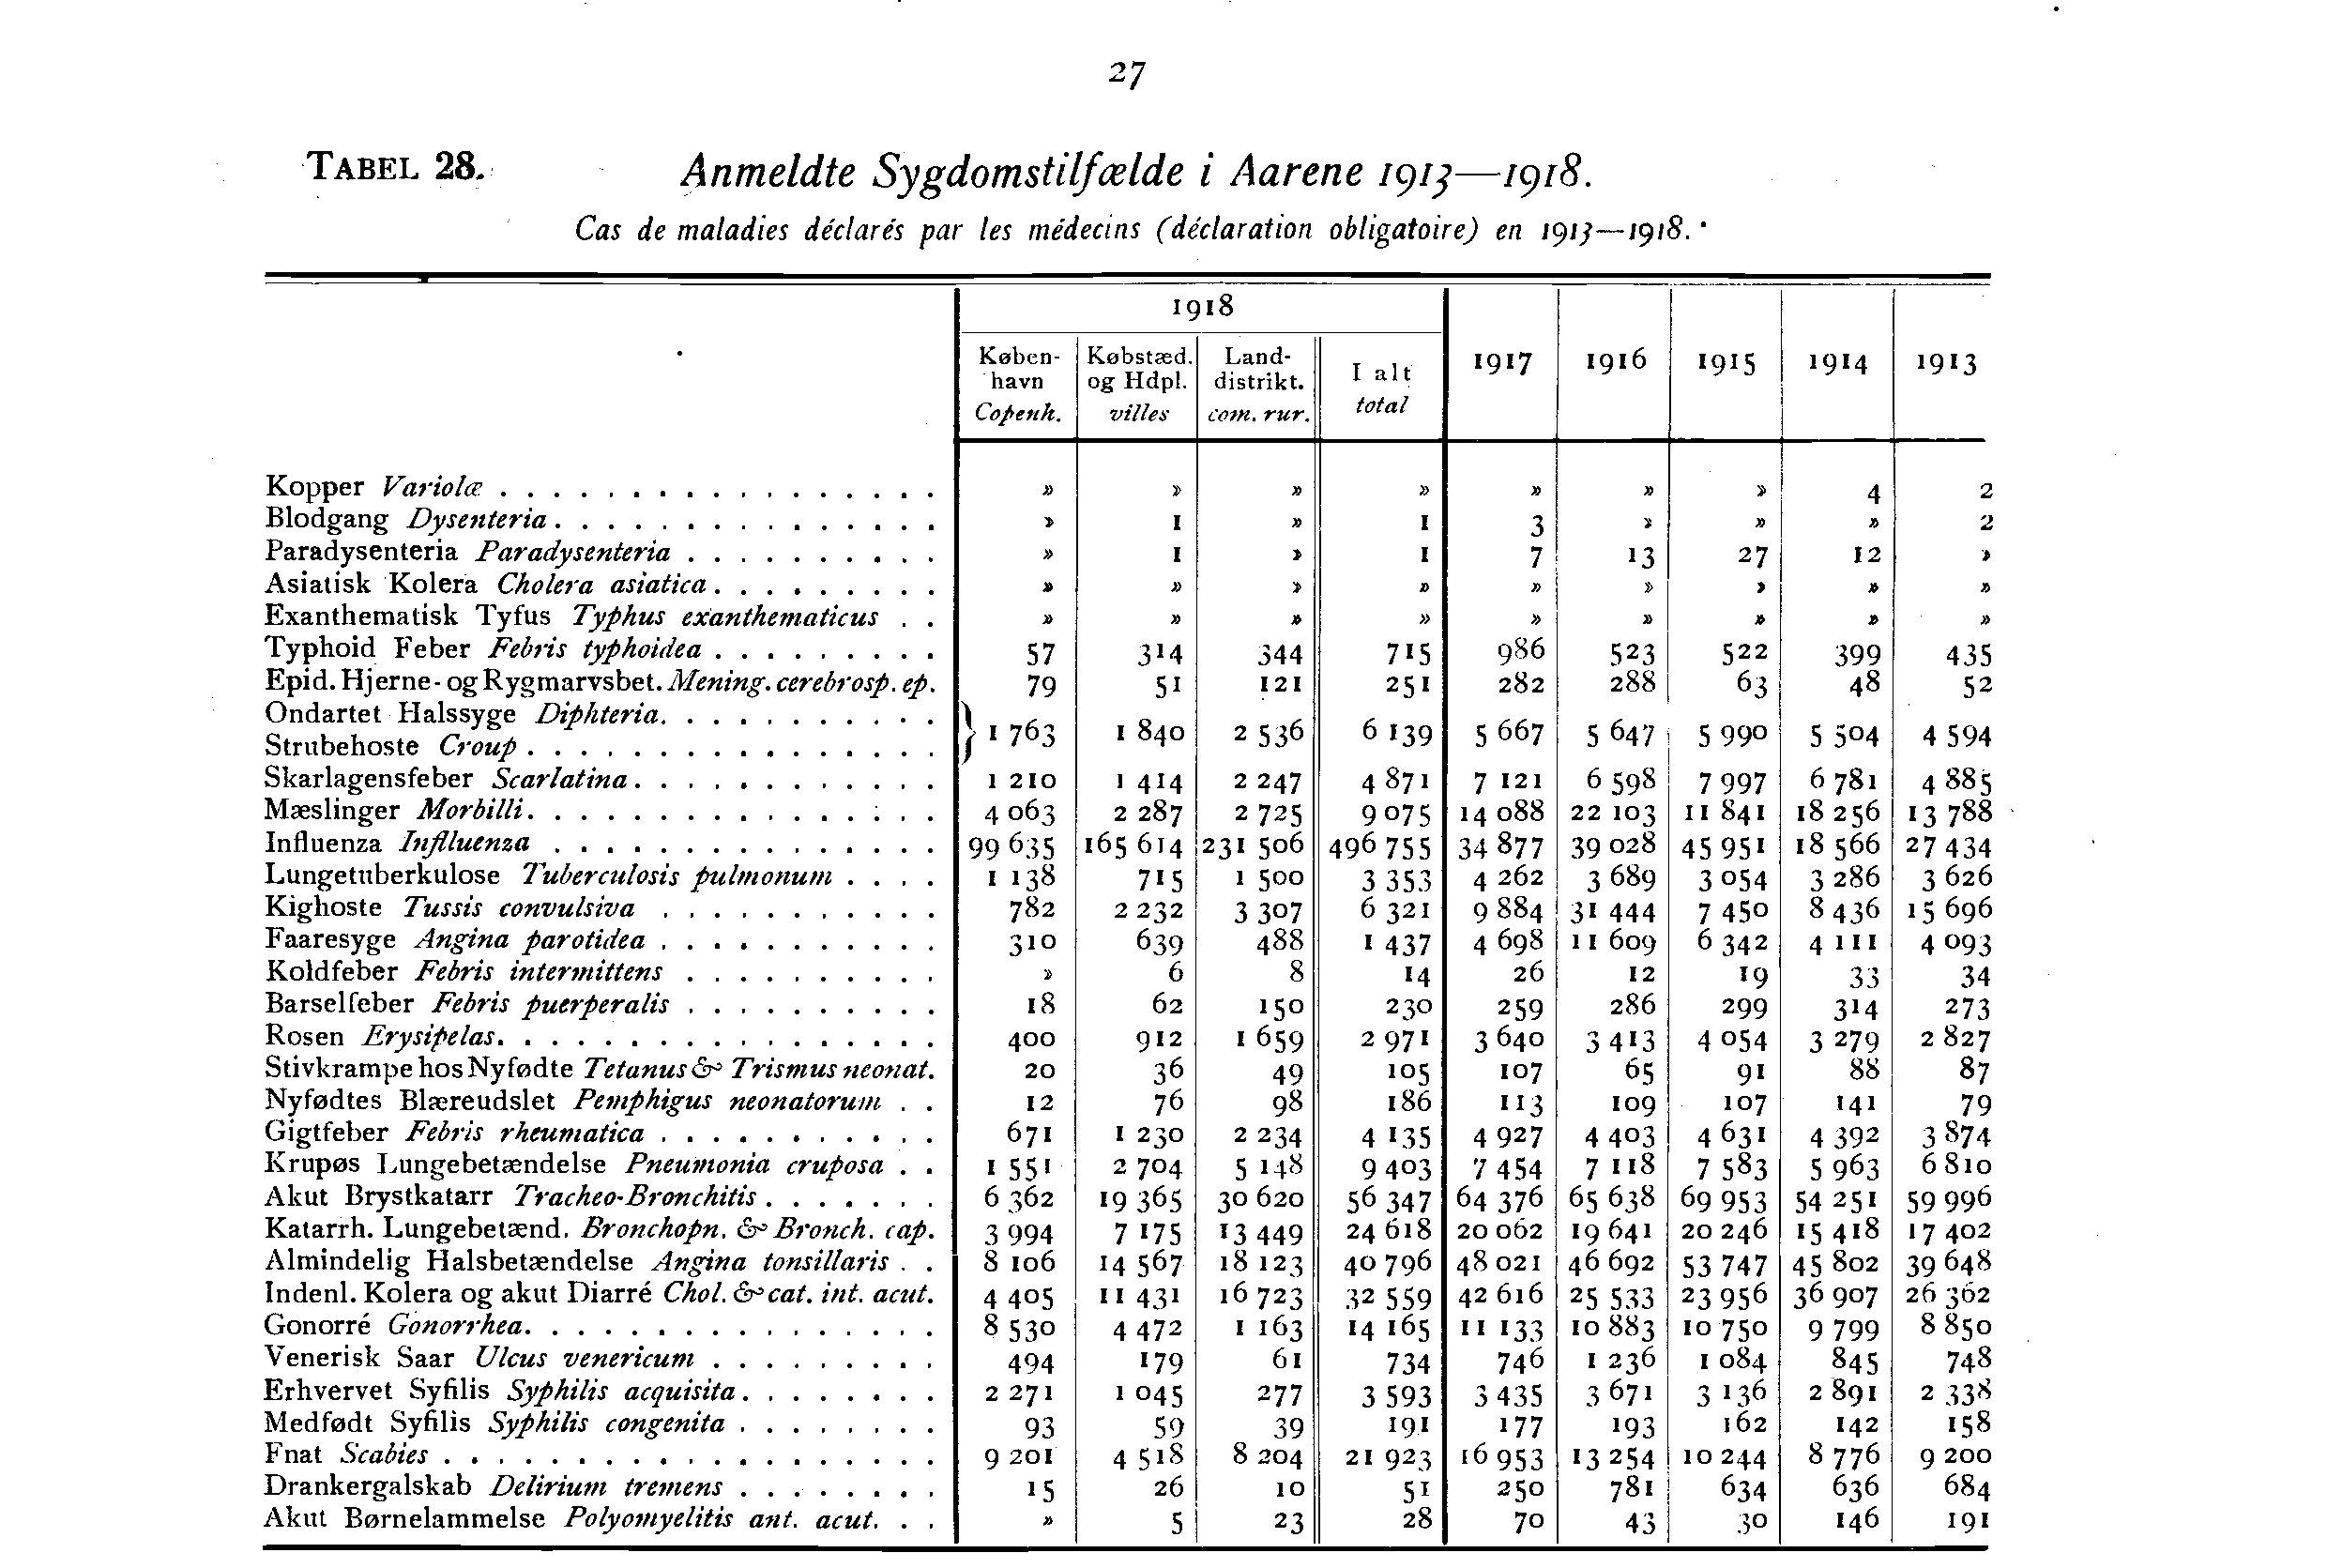 27
TABEL 28. Anmeldte Sygdomstilfælde i Aarene 1913—1918.
Cas de maladies déclarés par les médecins (déclaration obligatoire) en 1913—1918.
1918
Køben- Købstæd. Land- I alt 1917 1916 1915 1914 1913
havn og Hdpl. distrikt.
Copenh. villes com. rur. total
Kopper Variolæ . . . . . . . . . . . . . . . . . » » » » » » » 4 2
Blodgang Dysenteria. . . . . . . . . . . . . . . » 1 » 1 3 » » » 2
Paradysenteria Paradysenteria . . . . . . . . . . » 1 » 1 7 13 27 12 »
Asiatisk Kolera Cholera asiatica. . . . . . . . . » » » » » » » » »
Exanthematisk Tyfus Typhus exanthematicus . . » » » » » » » » »
Typhoid Feber Febris typhoidea . . . . . . . . . 57 314 344 715 986 523 522 399 435
Epid. Hjerne- og Rygmarvsbet. Mening. cerebrosp. ep. 79 51 121 251 282 288 63 48 52
Ondartet Halssyge Diphteria. . . . . . . . . . .
Strubehoste Croup . . . . . . . . . . . . . . . . } 1 763 1 840 2 536 6 139 5 667 5 647 5 990 5 504 4 594
Skarlagensfeber Scarlatina. . . . . . . . . . . . 1 210 1 414 2 247 4 871 7 121 6 598 7 997 6 781 4 885
Mæslinger Morbilli. . . . . . . . . . . . . . . . 4 063 2 287 2 725 9 075 14 088 22 103 11 841 18 256 13 788
Influenza Influenza . . . . . . . . . . . . . . . 99 635 165 614 231 506 496 755 34 877 39 028 45 951 18 566 27 434
Lungetuberkulose Tuberculosis pulmonum . . . . 1 138 715 1 500 3 353 4 262 3 689 3 054 3 286 3 626
Kighoste Tussis convulsiva . . . . . . . . . . . 782 2 232 3 307 6 321 9 884 31 444 7 450 8 436 15 696
Faaresyge Angina parotidea . . . . . . . . . . . 310 639 488 1 437 4 698 11 609 6 342 4 111 4 093
Koldfeber Febris intermittens . . . . . . . . . . » 6 8 14 26 12 19 33 34
Barselfeber Febris puerperalis . . . . . . . . . . 18 62 150 230 259 286 299 314 273
Rosen Erysipelas. . . . . . . . . . . . . . . . . 400 912 1 659 2 971 3 640 3 413 4 054 3 279 2 827
Stivkrampe hos Nyfødte Tetanus & Trismus neonat. 20 36 49 105 107 65 91 88 87
Nyfødtes Blæreudslet Pemphigus neonatorum . . 12 76 98 186 113 109 107 141 79
Gigtfeber Febris rheumatica . . . . . . . . . . . 671 1 230 2 234 4 135 4 927 4 403 4 631 4 392 3 874
Krupøs Lungebetændelse Pneumonia cruposa . . 1 551 2 704 5 148 9 403 7 454 7 118 7 583 5 963 6 810
Akut Brystkatarr Tracheo-Bronchitis . . . . . . . 6 362 19 365 30 620 56 347 64 376 65 638 69 953 54 251 59 996
Katarrh. Lungebetænd. Bronchopn. & Bronch. cap. 3 994 7 175 13 449 24 618 20 062 19 641 20 246 15 418 17 402
Almindelig Halsbetændelse Angina tonsillaris . . 8 106 14 567 18 123 40 796 48 021 46 692 53 747 45 802 39 648
Indenl. Kolera og akut Diarré Chol. & cat. int. acut. 4 405 11 431 16 723 32 559 42 616 25 533 23 956 36 907 26 362
Gonorré Gonorrhea. . . . . . . . . . . . . . . . 8 530 4 472 1 163 14 165 11 133 10 883 10 750 9 799 8 850
Venerisk Saar Ulcus venericum . . . . . . . . . 494 179 61 734 746 1 236 1 084 845 748
Erhvervet Syfilis Syphilis acquisita. . . . . . . . 2 271 1 045 277 3 593 3 435 3 671 3 136 2 891 2 338
Medfødt Syfilis Syphilis congenita . . . . . . . . 93 59 39 191 177 193 162 142 158
Fnat Scabies . . . . . . . . . . . . . . . . . . . 9 201 4 518 8 204 21 923 16 953 13 254 10 244 8 776 9 200
Drankergalskab Delirium tremens . . . . . . . . 15 26 10 51 250 781 634 636 684
Akut Børnelammelse Polyomyelitis ant. acut. . . » 5 23 28 70 43 30 146 191